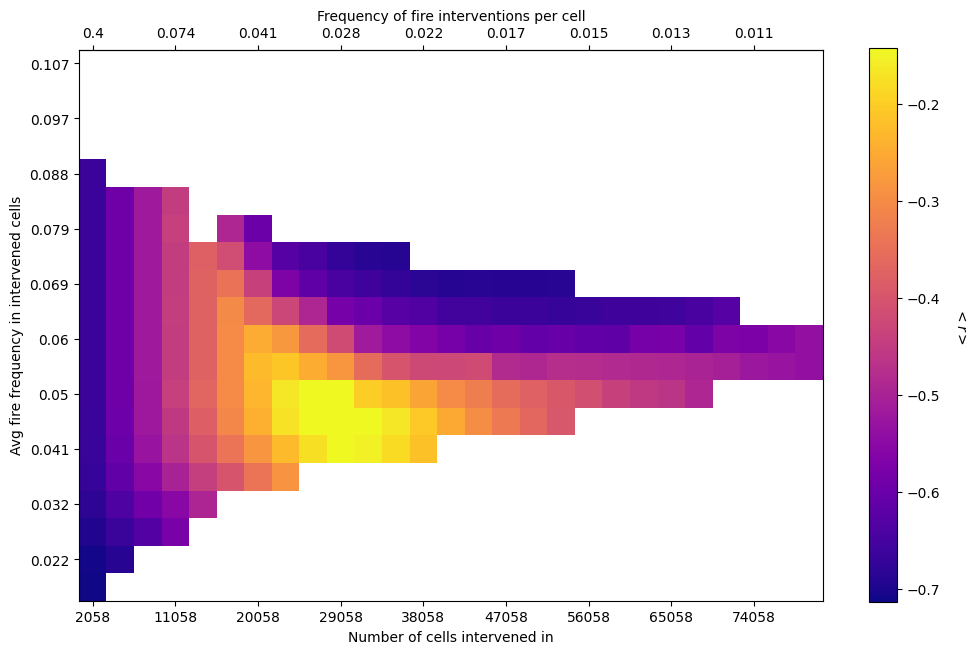 Frequency of fire interventions per cell
0.4 0.074 0.041 0.028 0.022 0.017 0.015 0.013 0.011
Avg fire frequency in intervened cells
0.107
0.097
0.088
0.079
0.069
0.06
0.05
0.041
0.032
0.022
2058 11058 20058 29058 38058 47058 56058 65058 74058
Number of cells intervened in
−0.2
−0.3
−0.4
−0.5
−0.6
−0.7
< r >